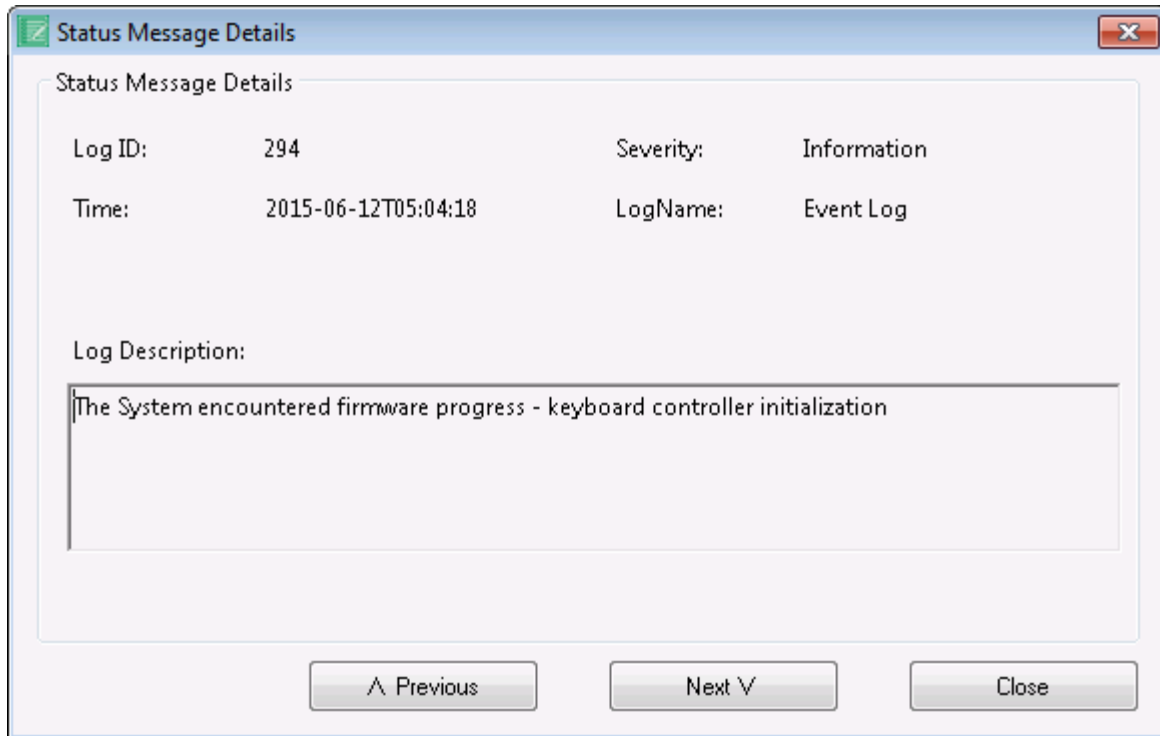 Status Message Details
Status Message Details
Log ID: 294 Severity: Information
Time: 2015-06-12T05:04:18 LogName: Event Log
Log Description:
The System encountered firmware progress - keyboard controller initialization
Λ Previous Next V Close